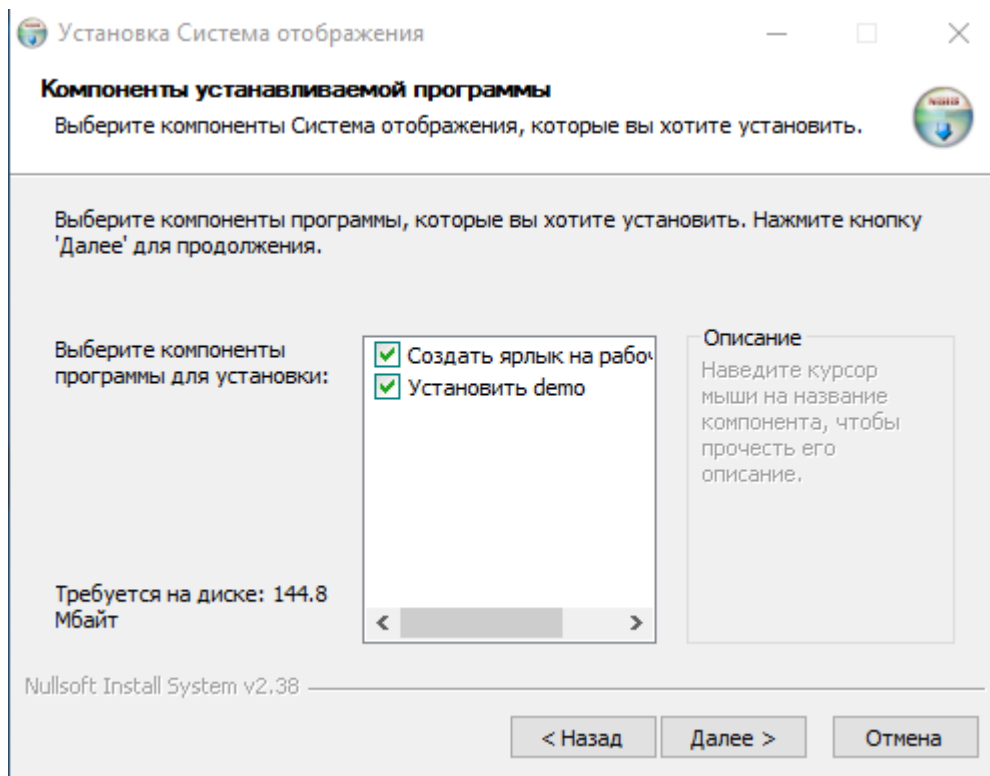 Установка Система отображения
Компоненты устанавливаемой программы
Выберите компоненты Система отображения, которые вы хотите установить.
Выберите компоненты программы, которые вы хотите установить. Нажмите кнопку
'Далее' для продолжения.
Выберите компоненты
программы для установки:
Создать ярлык на рабоч
Установить demo
Описание
Наведите курсор
мыши на название
компонента, чтобы
прочесть его
описание.
Требуется на диске: 144.8
Мбайт
Nullsoft Install System v2.38
< Назад
Далее >
Отмена